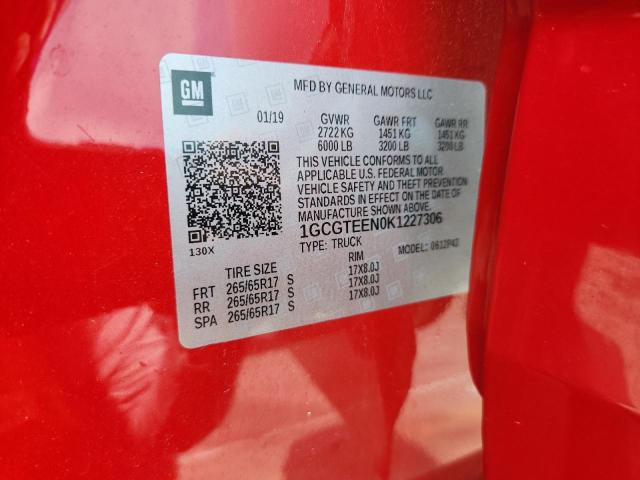 GM
MFD BY GENERAL MOTORS LLC
01/19 GVWR GAWR FRT GAWR RR
2722 KG 1451 KG 1451 KG
6000 LB 3200 LB 3200 LB
THIS VEHICLE CONFORMS TO ALL
APPLICABLE U.S. FEDERAL MOTOR
VEHICLE SAFETY AND THEFT PREVENTION
STANDARDS IN EFFECT ON THE DATE OF
MANUFACTURE SHOWN ABOVE.
1GCGTEEN0K1227306
130X TYPE: TRUCK MODEL: 0612P43
TIRE SIZE RIM
FRT 265/65R17 S 17X8.0J
RR 265/65R17 S 17X8.0J
SPA 265/65R17 S 17X8.0J